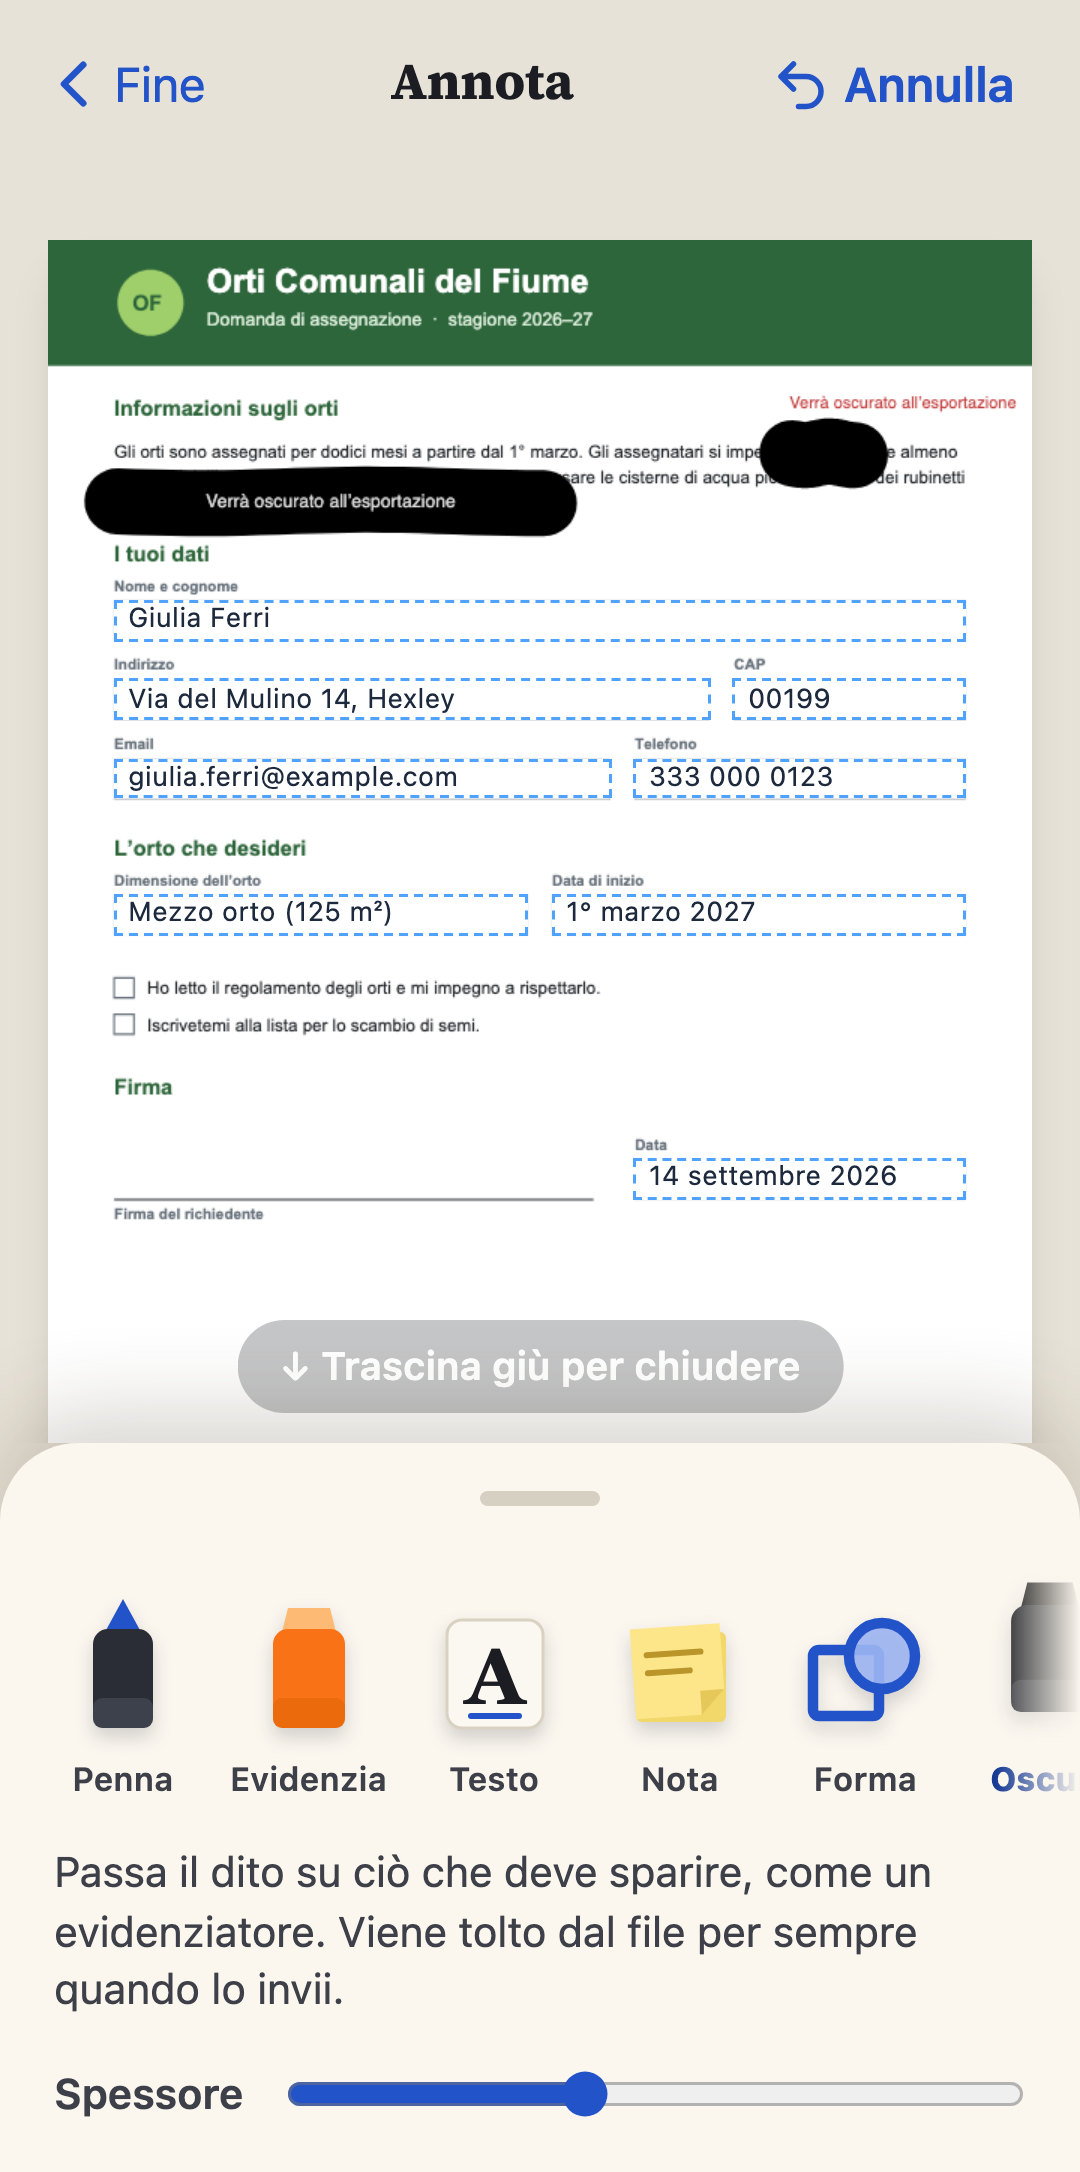 Fine
Annota
Annulla
OF
Orti Comunali del Fiume
Domanda di assegnazione · stagione 2026–27
Informazioni sugli orti
Verrà oscurato all'esportazione
Gli orti sono assegnati per dodici mesi a partire dal 1° marzo. Gli assegnatari si almeno
le cisterne di acqua dei rubinetti
Verrà oscurato all'esportazione
I tuoi dati
Nome e cognome
Giulia Ferri
Indirizzo CAP
Via del Mulino 14, Hexley 00199
Email Telefono
giulia.ferri@example.com 333 000 0123
L'orto che desideri
Dimensione dell'orto Data di inizio
Mezzo orto (125 m²) 1° marzo 2027
Ho letto il regolamento degli orti e mi impegno a rispettarlo.
Iscrivetemi alla lista per lo scambio di semi.
Firma
Data
14 settembre 2026
Firma del richiedente
↓ Trascina giù per chiudere
A
Penna Evidenzia Testo Nota Forma
Passa il dito su ciò che deve sparire, come un
evidenziatore. Viene tolto dal file per sempre
quando lo invii.
Spessore